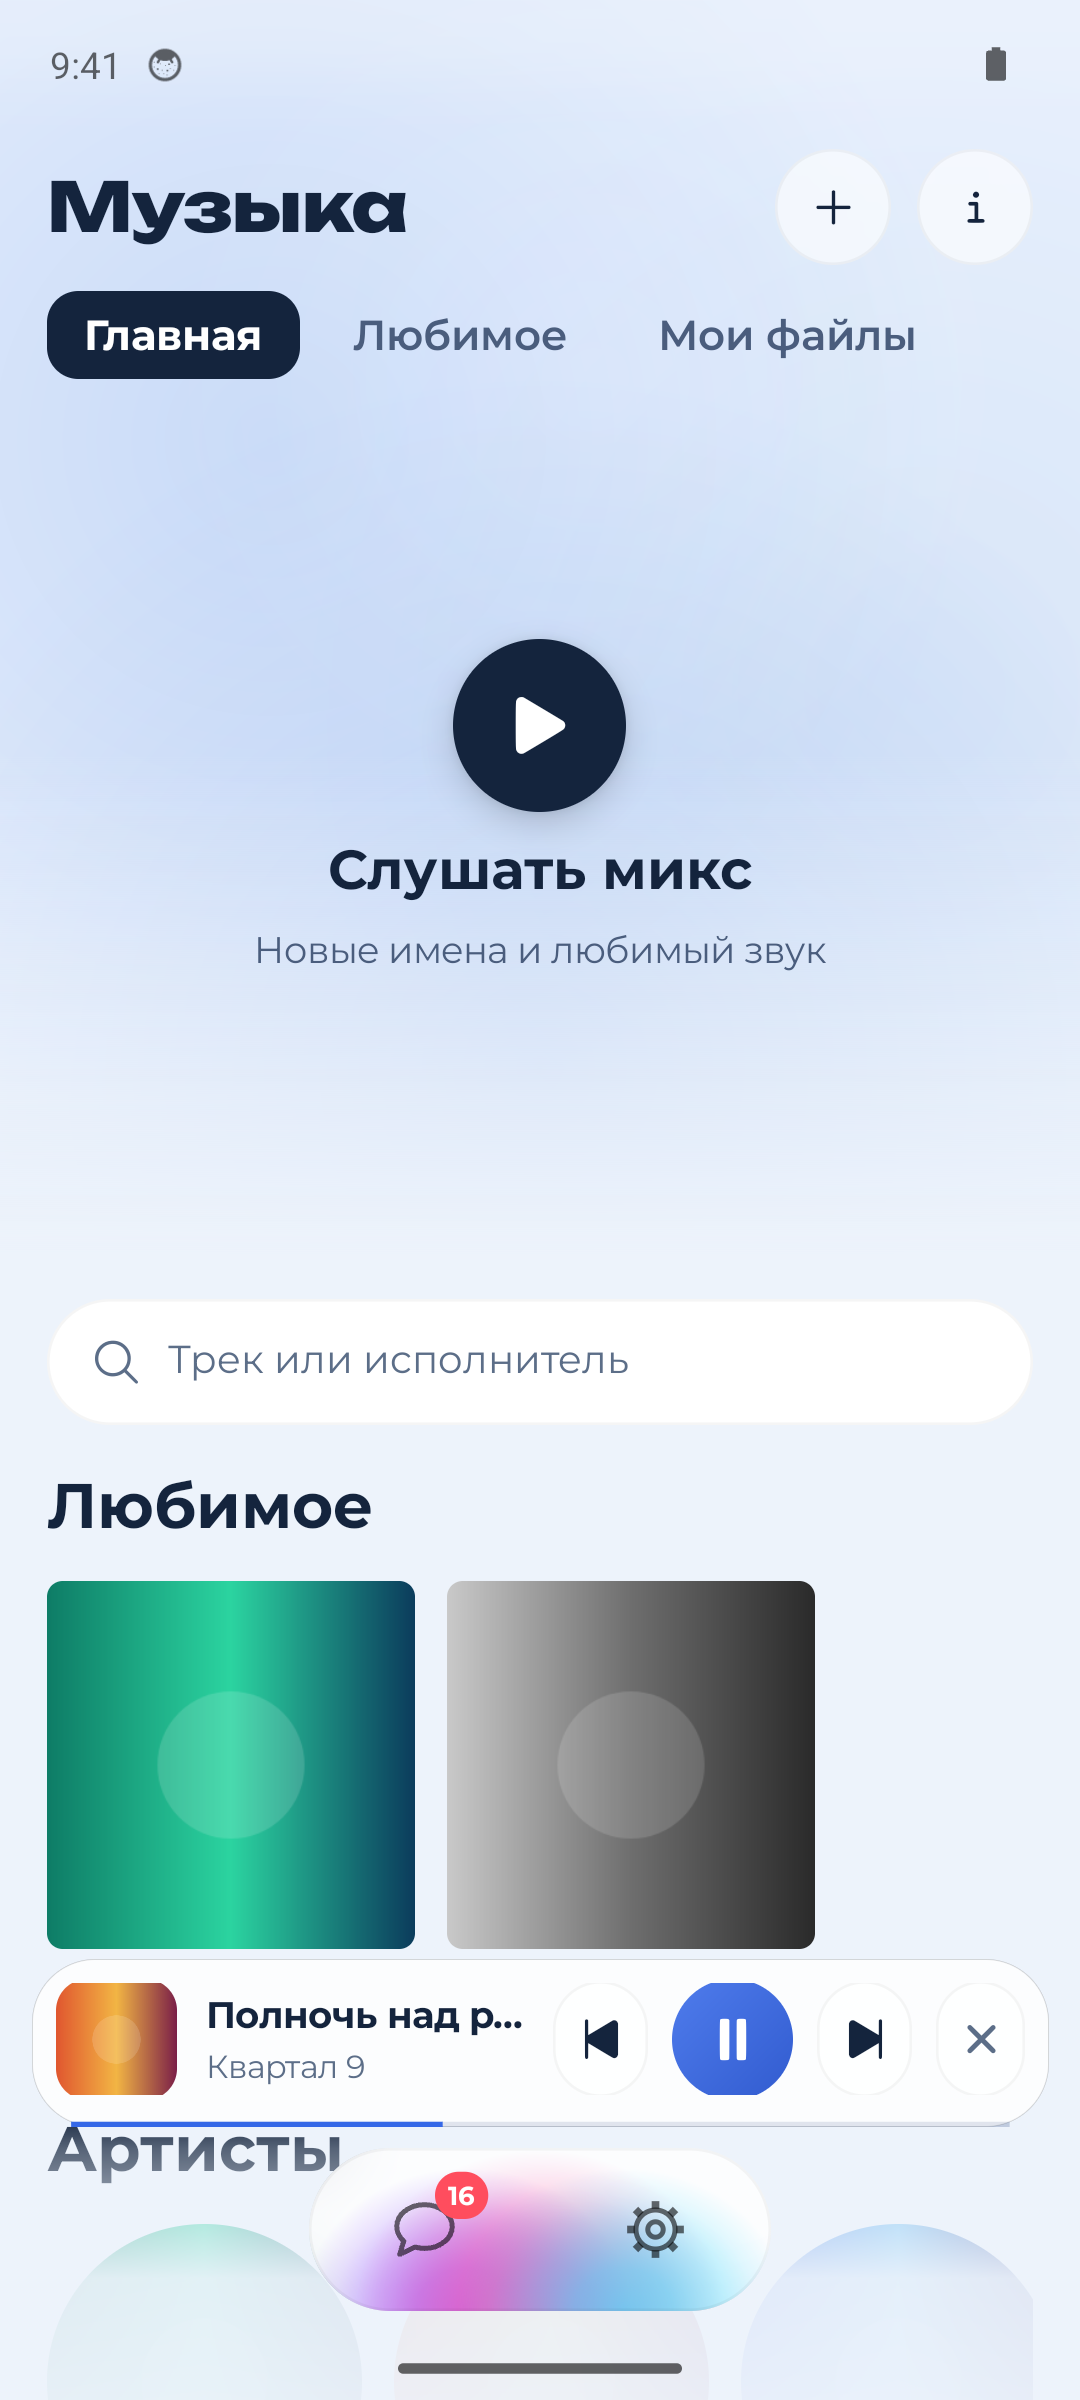 9:41
Музыка
Главная
Любимое
Мои файлы
Слушать микс
Новые имена и любимый звук
Трек или исполнитель
Любимое
Полночь над р...
Квартал 9
Артисты
16